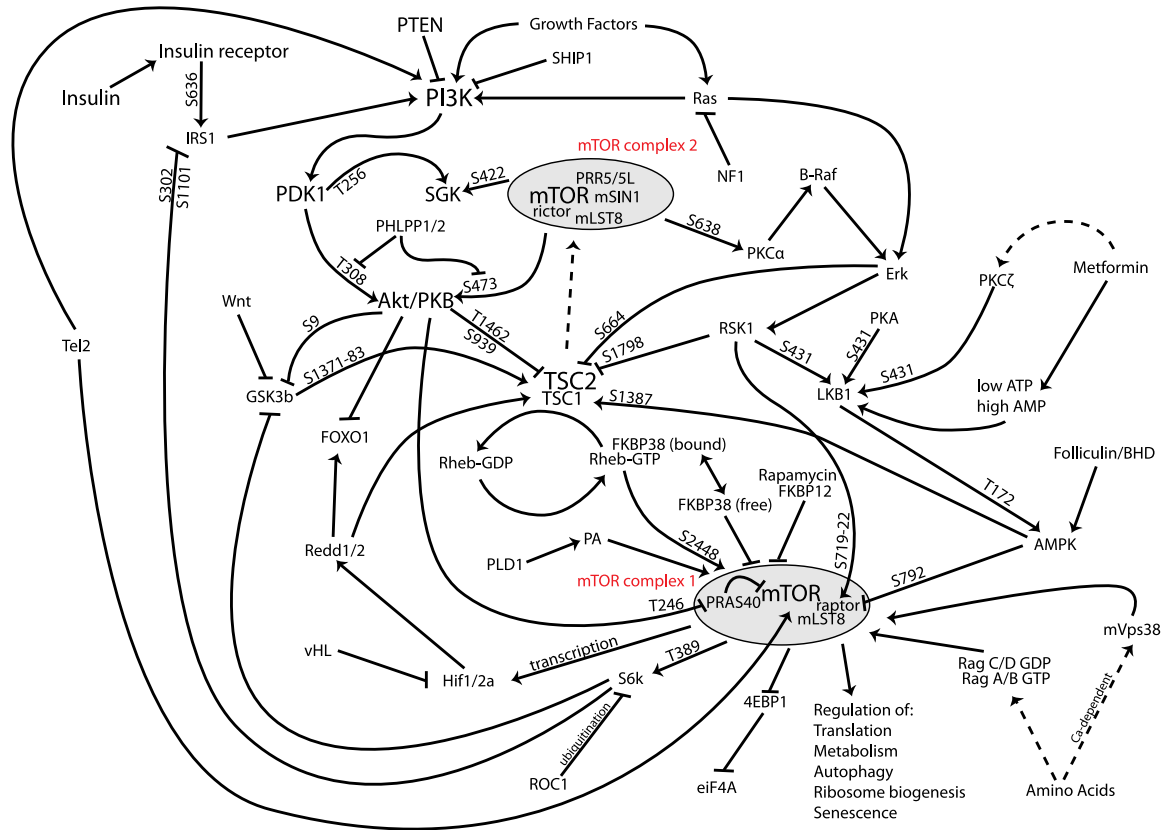 PTEN
Growth Factors
Insulin receptor
SHIP1
Insulin
S636
PI3K
Ras
IRS1
mTOR complex 2
NF1
B-Raf
S302
S1101
PDK1
T256
SGK
S422
PRR5/5L
mTOR mSIN1
rictor
mLST8
S638
PKCα
PHLPP1/2
T308
S473
Erk
PKCζ
Metformin
Akt/PKB
Wnt
S9
T1462
S939
S664
S1798
RSK1
PKA
S431
S431
S431
Tel2
S1371-83
GSK3b
TSC2
TSC1
S1387
LKB1
low ATP
high AMP
FOXO1
FKBP38 (bound)
Rheb-GDP
Rheb-GTP
Rapamycin
FKBP12
FKBP38 (free)
Folliculin/BHD
T172
Redd1/2
PA
PLD1
S2448
S719-22
AMPK
mTOR complex 1
S792
T246
PRAS40
mTOR
raptor
mLST8
mVps38
vHL
transcription
T389
Hif1/2a
S6k
4EBP1
Rag C/D GDP
Rag A/B GTP
ubiquitination
Ca-dependent
ROC1
eiF4A
Regulation of:
Translation
Metabolism
Autophagy
Ribosome biogenesis
Senescence
Amino Acids